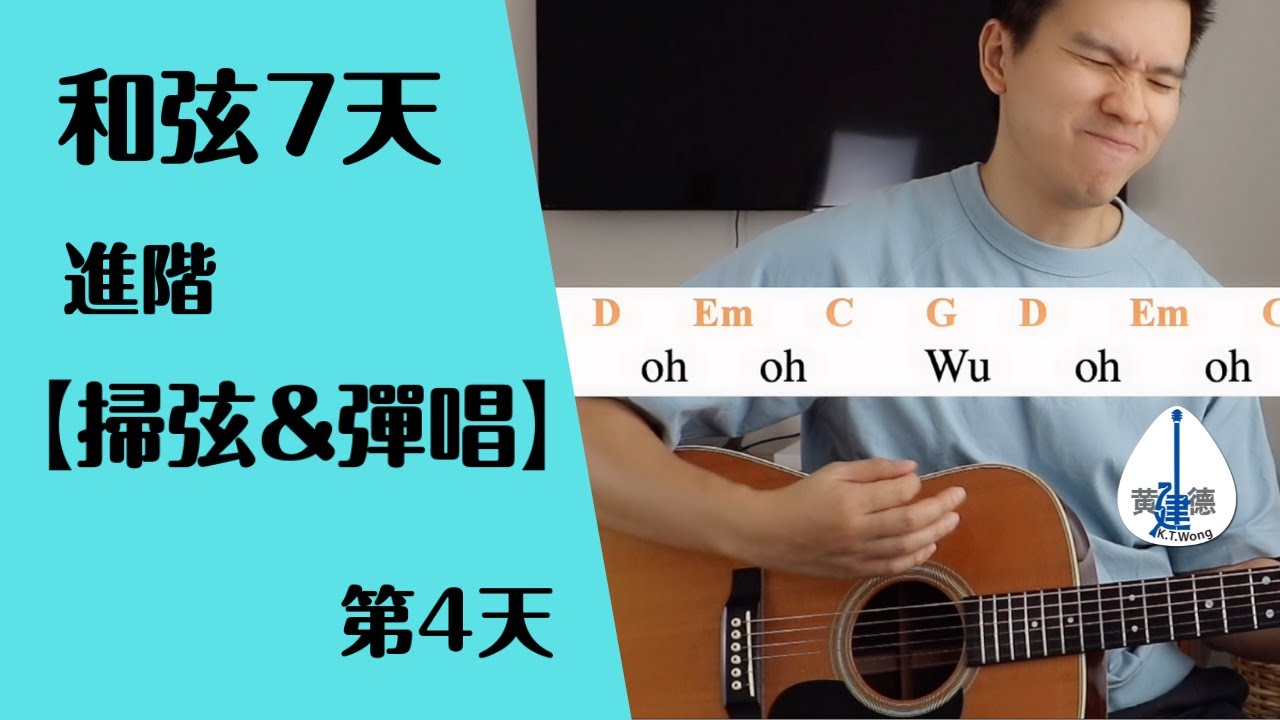 和弦7天
進階
【掃弦&彈唱】
第4天
D Em C G D Em C
oh oh Wu oh oh
黄建德
K.T.Wong